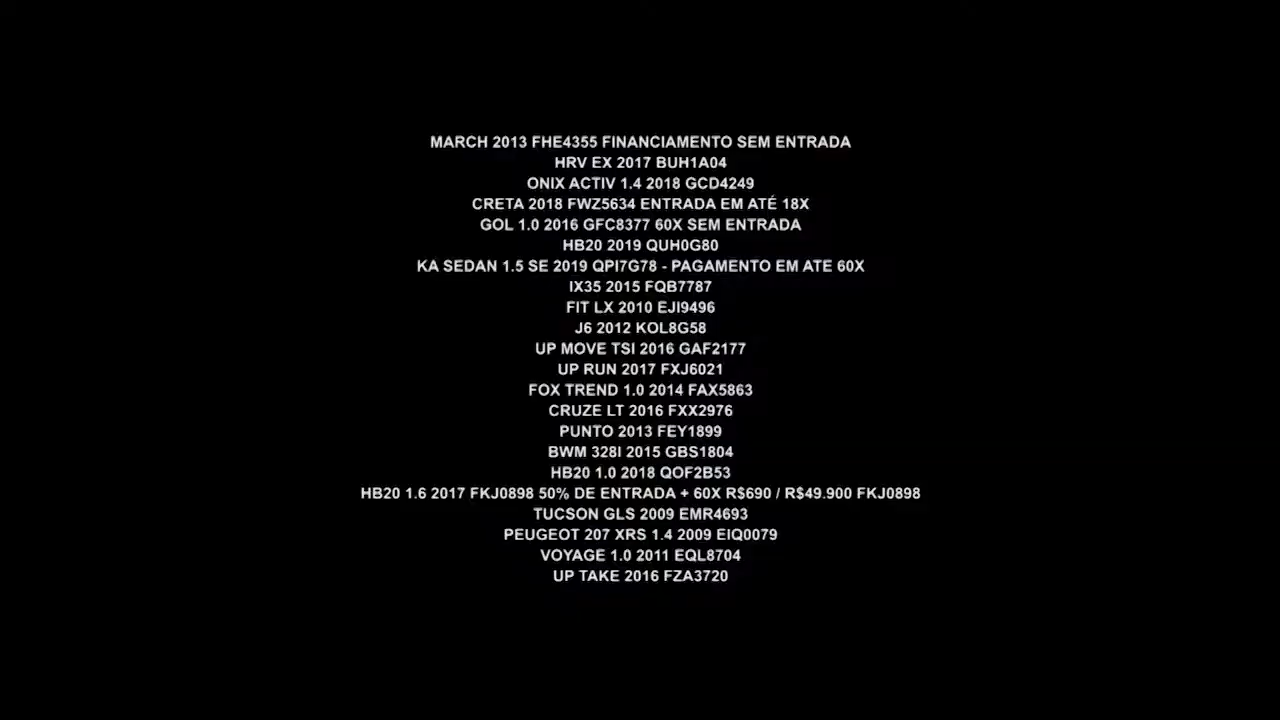 MARCH 2013 FHE4355 FINANCIAMENTO SEM ENTRADA
HRV EX 2017 BUH1A04
ONIX ACTIV 1.4 2018 GCD4249
CRETA 2018 FWZ5634 ENTRADA EM ATÉ 18X
GOL 1.0 2016 GFC8377 60X SEM ENTRADA
HB20 2019 QUH0G80
KA SEDAN 1.5 SE 2019 QPI7G78 - PAGAMENTO EM ATE 60X
IX35 2015 FQB7787
FIT LX 2010 EJI9496
J6 2012 KOL8G58
UP MOVE TSI 2016 GAF2177
UP RUN 2017 FXJ6021
FOX TREND 1.0 2014 FAX5863
CRUZE LT 2016 FXX2976
PUNTO 2013 FEY1899
BWM 328I 2015 GBS1804
HB20 1.0 2018 QOF2B53
HB20 1.6 2017 FKJ0898 50% DE ENTRADA + 60X R$690 / R$49.900 FKJ0898
TUCSON GLS 2009 EMR4693
PEUGEOT 207 XRS 1.4 2009 EIQ0079
VOYAGE 1.0 2011 EQL8704
UP TAKE 2016 FZA3720